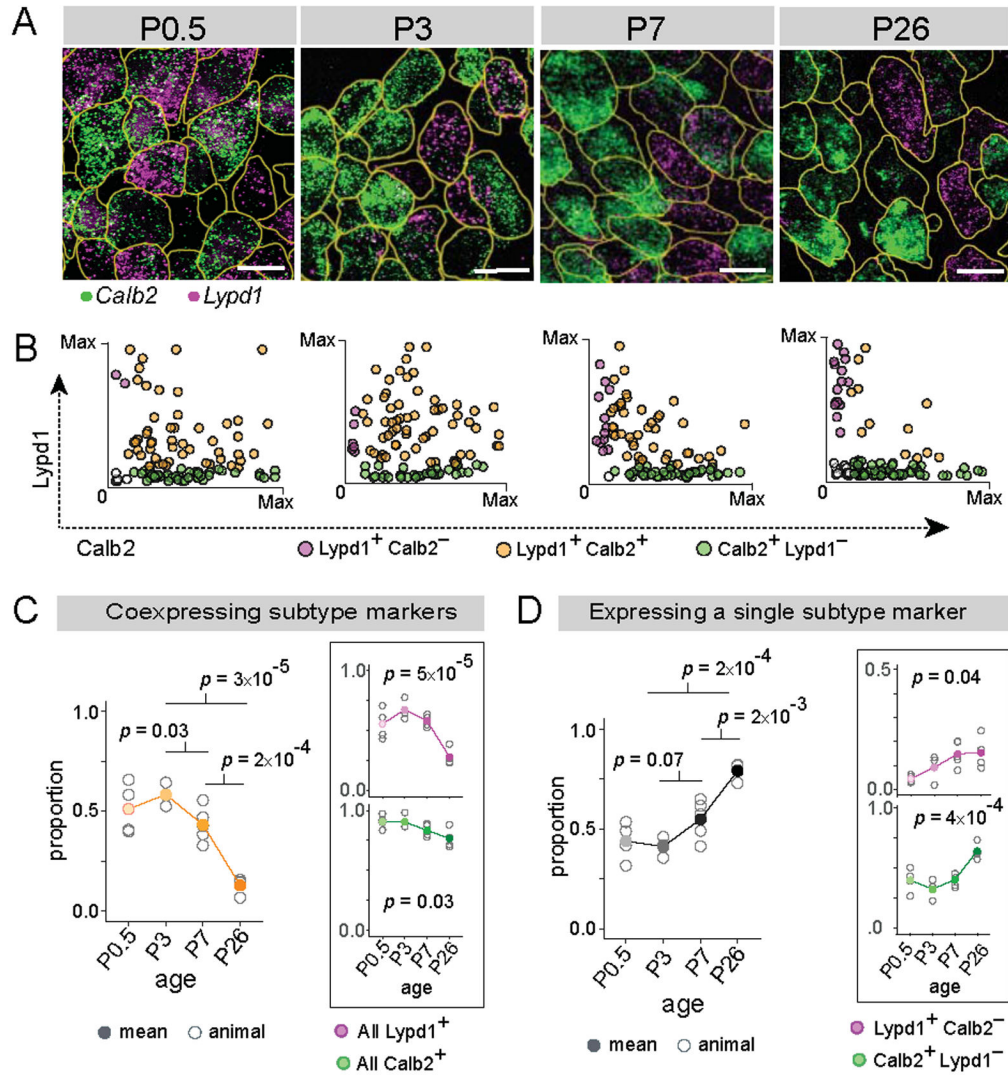 A
P0.5 P3 P7 P26
Calb2 Lypd1
B
Max Max Max Max
Lypd1
0 Max 0 Max 0 Max 0 Max
Calb2 Lypd1⁺ Calb2⁻ Lypd1⁺ Calb2⁺ Calb2⁺ Lypd1⁻
C Coexpressing subtype markers
p = 3×10⁻⁵
p = 0.03
p = 2×10⁻⁴
proportion
1.0
0.5
0.0
P0.5 P3 P7 P26
age
mean animal
1.0
p = 5×10⁻⁵
.0
1.0
p = 0.03
.0
P0.5 P3 P7 P26
age
All Lypd1⁺
All Calb2⁺
D Expressing a single subtype marker
p = 2×10⁻⁴
p = 2×10⁻³
p = 0.07
proportion
1.0
0.5
0.0
P0.5 P3 P7 P26
age
mean animal
0.5
p = 0.04
.0
1.0
p = 4×10⁻⁴
.0
P0.5 P3 P7 P26
age
Lypd1⁺ Calb2⁻
Calb2⁺ Lypd1⁻